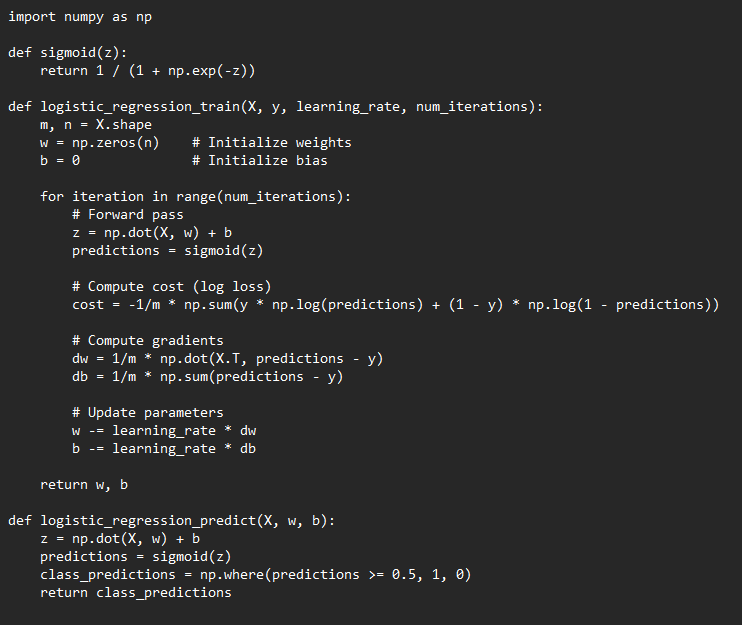 import numpy as np
def sigmoid(z):
    return 1 / (1 + np.exp(-z))
def logistic_regression_train(X, y, learning_rate, num_iterations):
    m, n = X.shape
    w = np.zeros(n)    # Initialize weights
    b = 0              # Initialize bias
    for iteration in range(num_iterations):
        # Forward pass
        z = np.dot(X, w) + b
        predictions = sigmoid(z)
        # Compute cost (log loss)
        cost = -1/m * np.sum(y * np.log(predictions) + (1 - y) * np.log(1 - predictions))
        # Compute gradients
        dw = 1/m * np.dot(X.T, predictions - y)
        db = 1/m * np.sum(predictions - y)
        # Update parameters
        w -= learning_rate * dw
        b -= learning_rate * db
    return w, b
def logistic_regression_predict(X, w, b):
    z = np.dot(X, w) + b
    predictions = sigmoid(z)
    class_predictions = np.where(predictions >= 0.5, 1, 0)
    return class_predictions